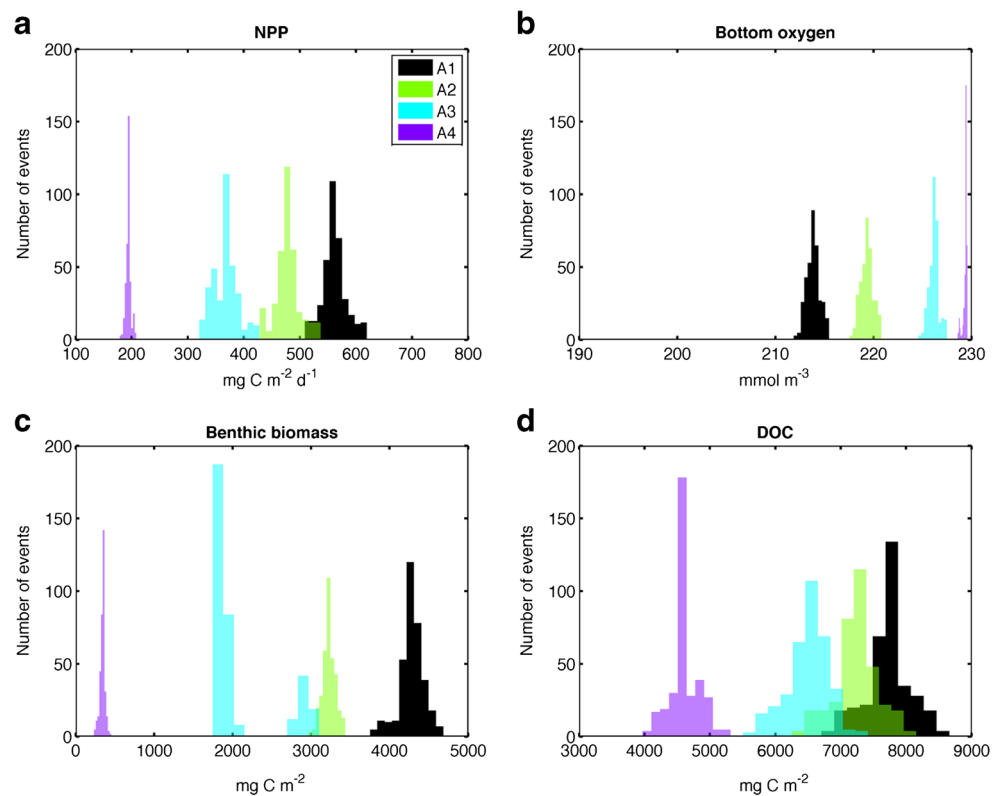 a
NPP
200
150
100
50
0
Number of events
100 200 300 400 500 600 700 800
mg C m-2 d-1
A1
A2
A3
A4
b
Bottom oxygen
200
150
100
50
0
Number of events
190 200 210 220 230
mmol m-3
c
Benthic biomass
200
150
100
50
0
Number of events
0 1000 2000 3000 4000 5000
mg C m-2
d
DOC
200
150
100
50
0
Number of events
3000 4000 5000 6000 7000 8000 9000
mg C m-2